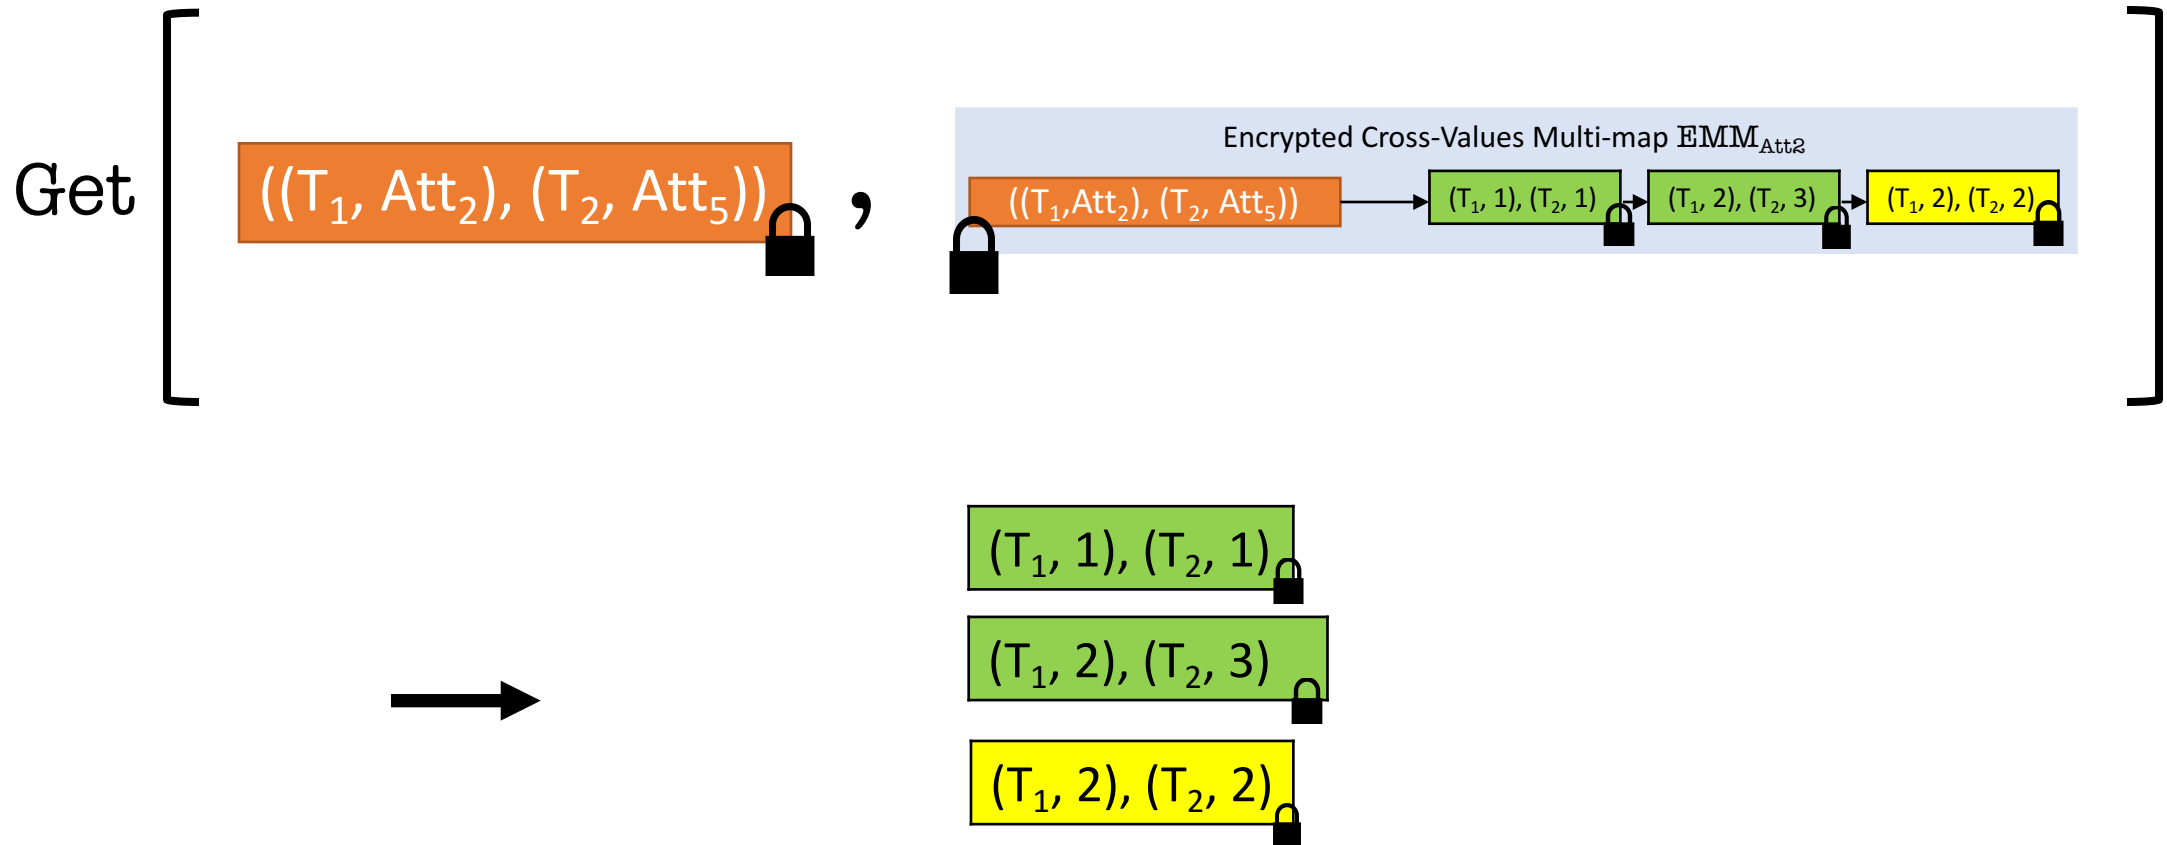 Get
((T₁, Att₂), (T₂, Att₅))
,
Encrypted Cross-Values Multi-map EMM_Att2
((T₁,Att₂), (T₂, Att₅))
(T₁, 1), (T₂, 1)
(T₁, 2), (T₂, 3)
(T₁, 2), (T₂, 2)
(T₁, 1), (T₂, 1)
(T₁, 2), (T₂, 3)
(T₁, 2), (T₂, 2)